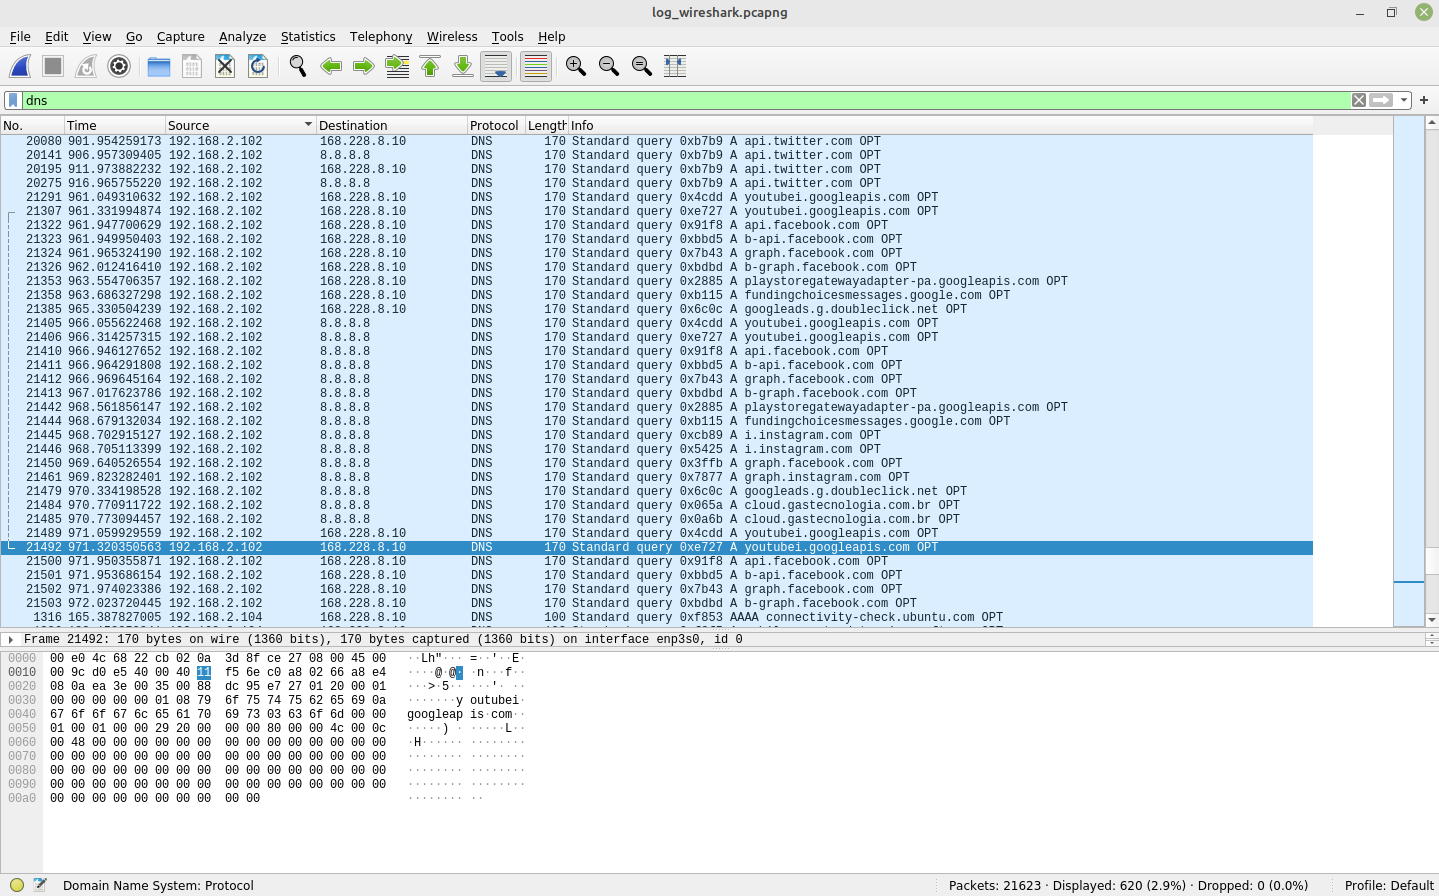 log_wireshark.pcapng
File Edit View Go Capture Analyze Statistics Telephony Wireless Tools Help
dns
No. Time Source Destination Protocol Length Info
20080 901.954259173 192.168.2.102 168.228.8.10 DNS 170 Standard query 0xb7b9 A api.twitter.com OPT
20141 906.957309405 192.168.2.102 8.8.8.8 DNS 170 Standard query 0xb7b9 A api.twitter.com OPT
20195 911.973882232 192.168.2.102 168.228.8.10 DNS 170 Standard query 0xb7b9 A api.twitter.com OPT
20275 916.965755220 192.168.2.102 8.8.8.8 DNS 170 Standard query 0xb7b9 A api.twitter.com OPT
21291 961.049310632 192.168.2.102 168.228.8.10 DNS 170 Standard query 0x4cdd A youtubei.googleapis.com OPT
21307 961.331994874 192.168.2.102 168.228.8.10 DNS 170 Standard query 0xe727 A youtubei.googleapis.com OPT
21322 961.947700629 192.168.2.102 168.228.8.10 DNS 170 Standard query 0x91f8 A api.facebook.com OPT
21323 961.949950403 192.168.2.102 168.228.8.10 DNS 170 Standard query 0xbbd5 A b-api.facebook.com OPT
21324 961.965324190 192.168.2.102 168.228.8.10 DNS 170 Standard query 0x7b43 A graph.facebook.com OPT
21326 962.012416410 192.168.2.102 168.228.8.10 DNS 170 Standard query 0xbdbd A b-graph.facebook.com OPT
21353 963.554706357 192.168.2.102 168.228.8.10 DNS 170 Standard query 0x2885 A playstoregatewayadapter-pa.googleapis.com OPT
21358 963.686327298 192.168.2.102 168.228.8.10 DNS 170 Standard query 0xb115 A fundingchoicesmessages.google.com OPT
21385 965.330504239 192.168.2.102 168.228.8.10 DNS 170 Standard query 0x6c0c A googleads.g.doubleclick.net OPT
21405 966.055622468 192.168.2.102 8.8.8.8 DNS 170 Standard query 0x4cdd A youtubei.googleapis.com OPT
21406 966.314257315 192.168.2.102 8.8.8.8 DNS 170 Standard query 0xe727 A youtubei.googleapis.com OPT
21410 966.946127652 192.168.2.102 8.8.8.8 DNS 170 Standard query 0x91f8 A api.facebook.com OPT
21411 966.964291808 192.168.2.102 8.8.8.8 DNS 170 Standard query 0xbbd5 A b-api.facebook.com OPT
21412 966.969645164 192.168.2.102 8.8.8.8 DNS 170 Standard query 0x7b43 A graph.facebook.com OPT
21413 967.017623786 192.168.2.102 8.8.8.8 DNS 170 Standard query 0xbdbd A b-graph.facebook.com OPT
21442 968.561856147 192.168.2.102 8.8.8.8 DNS 170 Standard query 0x2885 A playstoregatewayadapter-pa.googleapis.com OPT
21444 968.679132034 192.168.2.102 8.8.8.8 DNS 170 Standard query 0xb115 A fundingchoicesmessages.google.com OPT
21445 968.702915127 192.168.2.102 8.8.8.8 DNS 170 Standard query 0xcb89 A i.instagram.com OPT
21446 968.705113399 192.168.2.102 8.8.8.8 DNS 170 Standard query 0x5425 A i.instagram.com OPT
21450 969.640526554 192.168.2.102 8.8.8.8 DNS 170 Standard query 0x3ffb A graph.facebook.com OPT
21461 969.823282401 192.168.2.102 8.8.8.8 DNS 170 Standard query 0x7877 A graph.instagram.com OPT
21479 970.334198528 192.168.2.102 8.8.8.8 DNS 170 Standard query 0x6c0c A googleads.g.doubleclick.net OPT
21484 970.770911722 192.168.2.102 8.8.8.8 DNS 170 Standard query 0x065a A cloud.gastecnologia.com.br OPT
21485 970.773094457 192.168.2.102 8.8.8.8 DNS 170 Standard query 0x0a6b A cloud.gastecnologia.com.br OPT
21489 971.059929559 192.168.2.102 168.228.8.10 DNS 170 Standard query 0x4cdd A youtubei.googleapis.com OPT
21492 971.320350563 192.168.2.102 168.228.8.10 DNS 170 Standard query 0xe727 A youtubei.googleapis.com OPT
21500 971.950355871 192.168.2.102 168.228.8.10 DNS 170 Standard query 0x91f8 A api.facebook.com OPT
21501 971.953686154 192.168.2.102 168.228.8.10 DNS 170 Standard query 0xbbd5 A b-api.facebook.com OPT
21502 971.974023386 192.168.2.102 168.228.8.10 DNS 170 Standard query 0x7b43 A graph.facebook.com OPT
21503 972.023720445 192.168.2.102 168.228.8.10 DNS 170 Standard query 0xbdbd A b-graph.facebook.com OPT
1316 165.387827005 192.168.2.104 168.228.8.10 DNS 100 Standard query 0xf853 AAAA connectivity-check.ubuntu.com OPT
Frame 21492: 170 bytes on wire (1360 bits), 170 bytes captured (1360 bits) on interface enp3s0, id 0
0000 00 e0 4c 68 22 cb 02 0a 3d 8f ce 27 08 00 45 00 ··Lh"··· =··'··E·
0010 00 9c d0 e5 40 00 40 11 f5 6e c0 a8 02 66 a8 e4 ····@·@· ·n···f··
0020 08 0a ea 3e 00 35 00 88 dc 95 e7 27 01 20 00 01 ···>·5·· ···'· ··
0030 00 00 00 00 00 01 08 79 6f 75 74 75 62 65 69 0a ·······y outubei·
0040 67 6f 6f 67 6c 65 61 70 69 73 03 63 6f 6d 00 00 googleap is·com··
0050 01 00 01 00 00 29 20 00 00 00 80 00 00 4c 00 0c ·····) · ·····L··
0060 00 48 00 00 00 00 00 00 00 00 00 00 00 00 00 00 ·H······ ········
0070 00 00 00 00 00 00 00 00 00 00 00 00 00 00 00 00 ········ ········
0080 00 00 00 00 00 00 00 00 00 00 00 00 00 00 00 00 ········ ········
0090 00 00 00 00 00 00 00 00 00 00 00 00 00 00 00 00 ········ ········
00a0 00 00 00 00 00 00 00 00 00 00 ········ ··
Domain Name System: Protocol Packets: 21623 · Displayed: 620 (2.9%) · Dropped: 0 (0.0%) Profile: Default